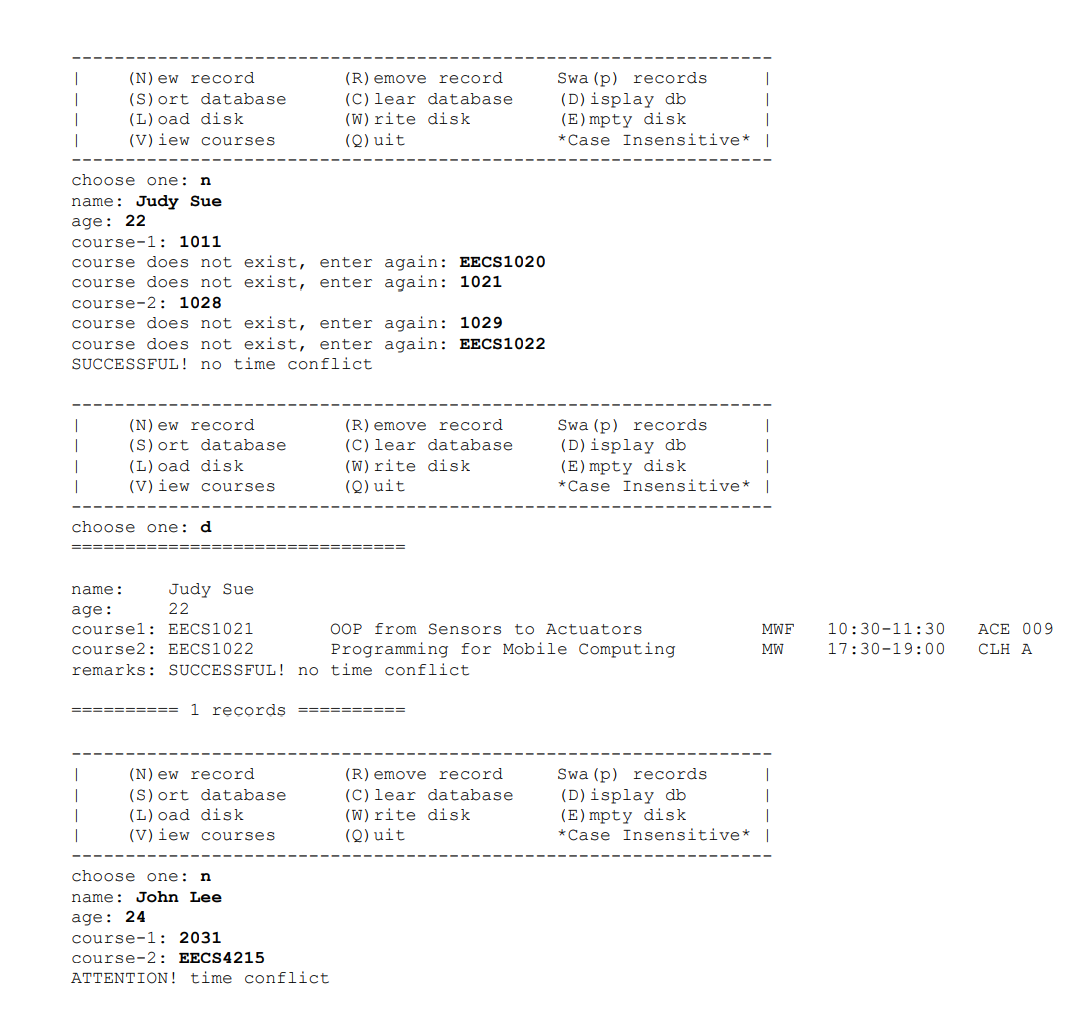 -----------------------------------------------------------------
|    (N)ew record        (R)emove record     Swa(p) records     |
|    (S)ort database     (C)lear database    (D)isplay db       |
|    (L)oad disk         (W)rite disk        (E)mpty disk       |
|    (V)iew courses      (Q)uit              *Case Insensitive* |
-----------------------------------------------------------------
choose one: n
name: Judy Sue
age: 22
course-1: 1011
course does not exist, enter again: EECS1020
course does not exist, enter again: 1021
course-2: 1028
course does not exist, enter again: 1029
course does not exist, enter again: EECS1022
SUCCESSFUL! no time conflict
-----------------------------------------------------------------
|    (N)ew record        (R)emove record     Swa(p) records     |
|    (S)ort database     (C)lear database    (D)isplay db       |
|    (L)oad disk         (W)rite disk        (E)mpty disk       |
|    (V)iew courses      (Q)uit              *Case Insensitive* |
-----------------------------------------------------------------
choose one: d
===============================
name:    Judy Sue
age:     22
course1: EECS1021       OOP from Sensors to Actuators           MWF   10:30-11:30   ACE 009
course2: EECS1022       Programming for Mobile Computing        MW    17:30-19:00   CLH A
remarks: SUCCESSFUL! no time conflict
========== 1 records ==========
-----------------------------------------------------------------
|    (N)ew record        (R)emove record     Swa(p) records     |
|    (S)ort database     (C)lear database    (D)isplay db       |
|    (L)oad disk         (W)rite disk        (E)mpty disk       |
|    (V)iew courses      (Q)uit              *Case Insensitive* |
-----------------------------------------------------------------
choose one: n
name: John Lee
age: 24
course-1: 2031
course-2: EECS4215
ATTENTION! time conflict